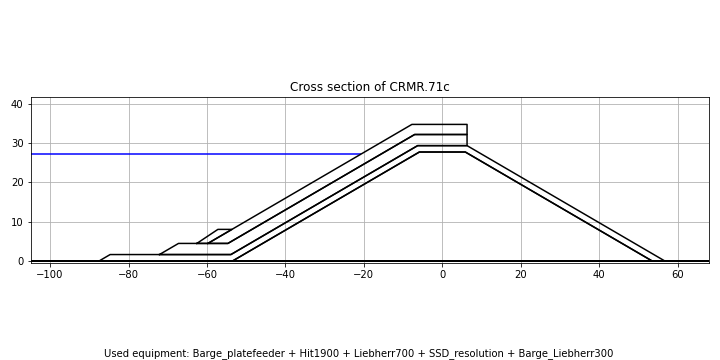 Cross section of CRMR.71c
40
30
20
10
0
−100 −80 −60 −40 −20 0 20 40 60
Used equipment: Barge_platefeeder + Hit1900 + Liebherr700 + SSD_resolution + Barge_Liebherr300